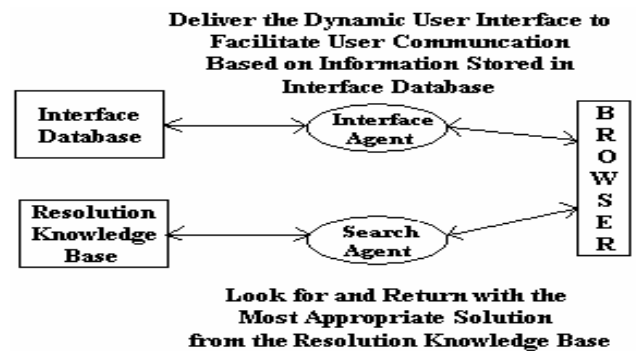 Deliver the Dynamic User Interface to
Facilitate User Communcation
Based on Information Stored in
Interface Database
Interface
Database
Interface
Agent
BROWSER
Resolution
Knowledge
Base
Search
Agent
Look for and Return with the
Most Appropriate Solution
from the Resolution Knowledge Base